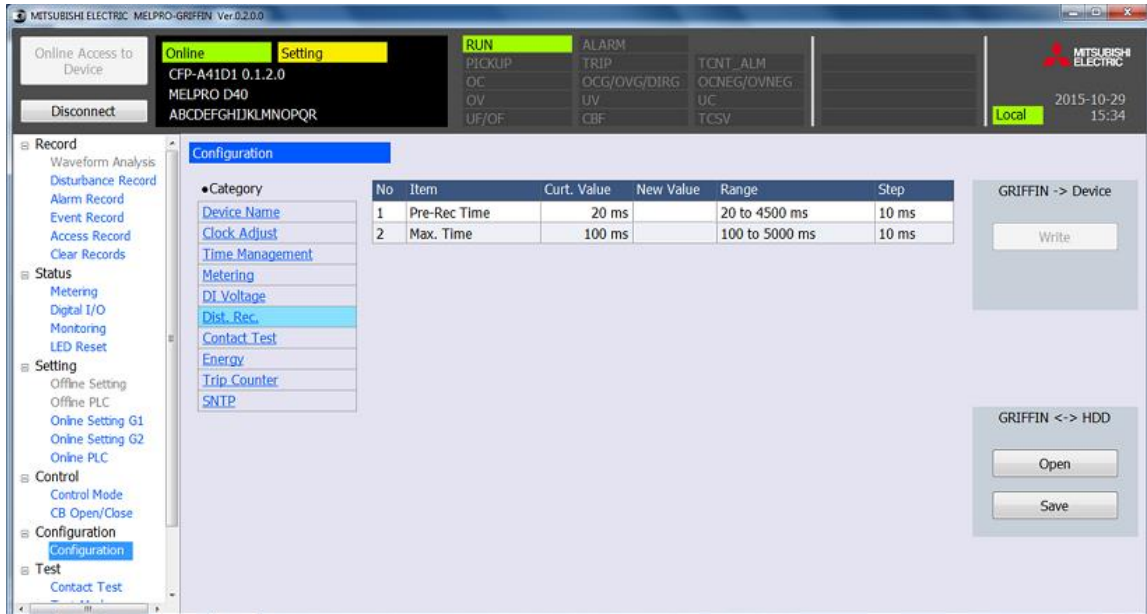 MITSUBISHI ELECTRIC MELPRO-GRIFFIN Ver.0.2.0.0
Online Access to
Device
Disconnect
Online Setting
CFP-A41D1 0.1.2.0
MELPRO D40
ABCDEFGHIJKLMNOPQR
RUN ALARM
PICKUP TRIP TCNT_ALM
OC OCG/OVG/DIRG OCNEG/OVNEG
OV UV UC
UF/OF CBF TCSV
MITSUBISHI
ELECTRIC
2015-10-29
Local 15:34
Record
Waveform Analysis
Disturbance Record
Alarm Record
Event Record
Access Record
Clear Records
Status
Metering
Digital I/O
Monitoring
LED Reset
Setting
Offline Setting
Offline PLC
Online Setting G1
Online Setting G2
Online PLC
Control
Control Mode
CB Open/Close
Configuration
Configuration
Test
Contact Test
Configuration
●Category
Device Name
Clock Adjust
Time Management
Metering
DI Voltage
Dist. Rec.
Contact Test
Energy
Trip Counter
SNTP
No Item Curt. Value New Value Range Step
1 Pre-Rec Time 20 ms 20 to 4500 ms 10 ms
2 Max. Time 100 ms 100 to 5000 ms 10 ms
GRIFFIN -> Device
Write
GRIFFIN <-> HDD
Open
Save